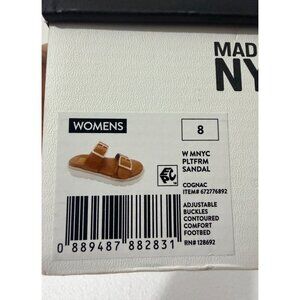 MAD
NY
WOMENS
8
W MNYC
PLTFRM
SANDAL
COGNAC
ITEM# 672776892
ADJUSTABLE
BUCKLES
CONTOURED
COMFORT
FOOTBED
RN# 128692
0 889487 882831